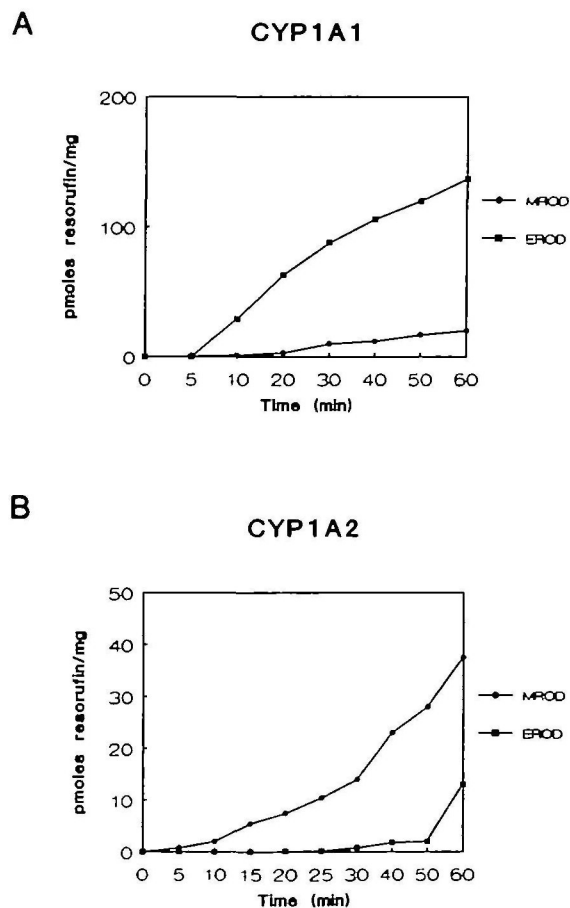 A
CYP1A1
200
100
0
pmoles resorufin/mg
0 5 10 20 30 40 50 60
Time (min)
MROD
EROD
B
CYP1A2
50
40
30
20
10
0
pmoles resorufin/mg
0 5 10 15 20 25 30 40 50 60
Time (min)
MROD
EROD